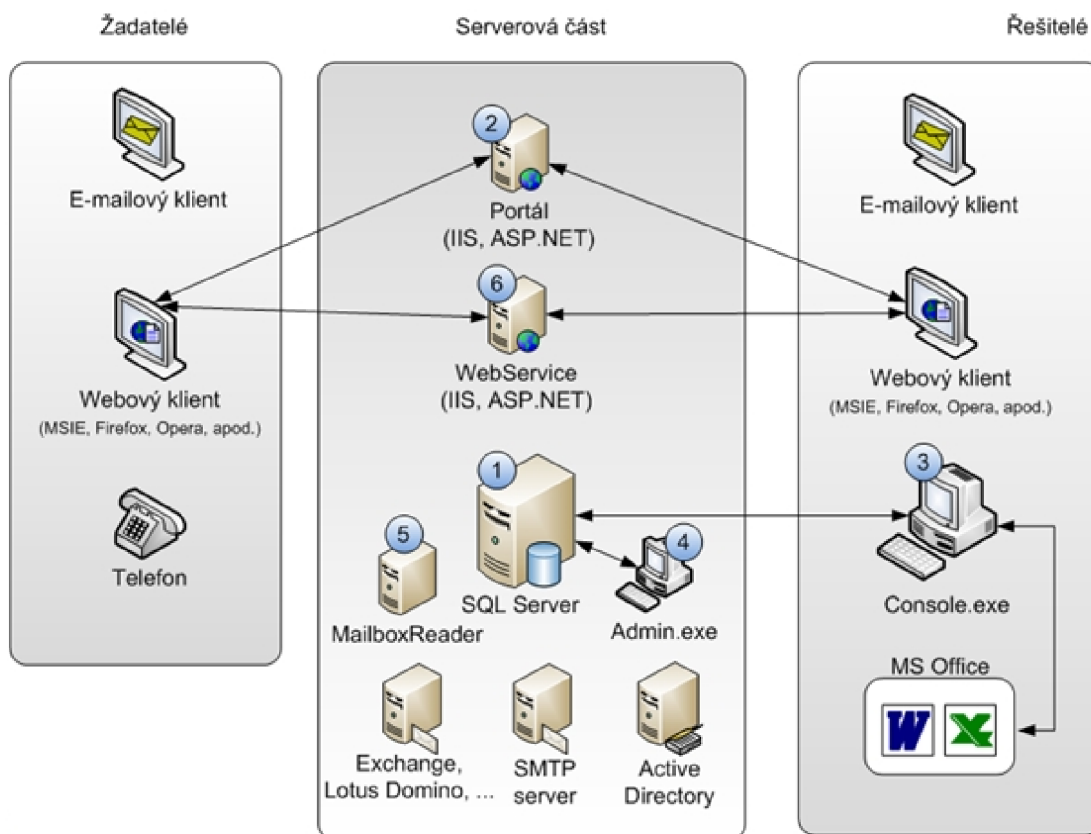 Žadatelé
Serverová část
Řešitelé
E-mailový klient
Webový klient
(MSIE, Firefox, Opera, apod.)
Telefon
2
Portál
(IIS, ASP.NET)
6
WebService
(IIS, ASP.NET)
1
SQL Server
5
MailboxReader
4
Admin.exe
Exchange,
Lotus Domino, ...
SMTP
server
Active
Directory
E-mailový klient
Webový klient
(MSIE, Firefox, Opera, apod.)
3
Console.exe
MS Office
W
X